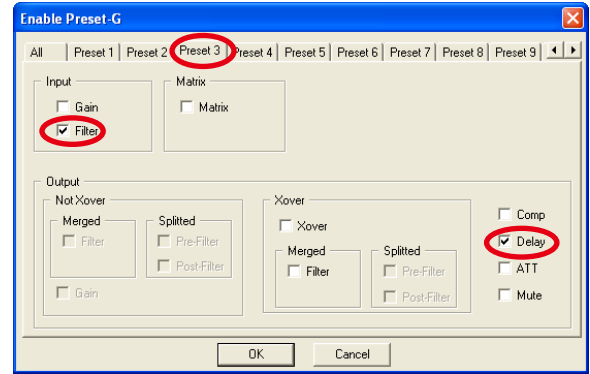 Enable Preset-G
All Preset 1 Preset 2 Preset 3 Preset 4 Preset 5 Preset 6 Preset 7 Preset 8 Preset 9
Input
Gain
Filter
Matrix
Matrix
Output
Not Xover
Merged
Filter
Splitted
Pre-Filter
Post-Filter
Gain
Xover
Xover
Merged
Filter
Splitted
Pre-Filter
Post-Filter
Comp
Delay
ATT
Mute
OK Cancel